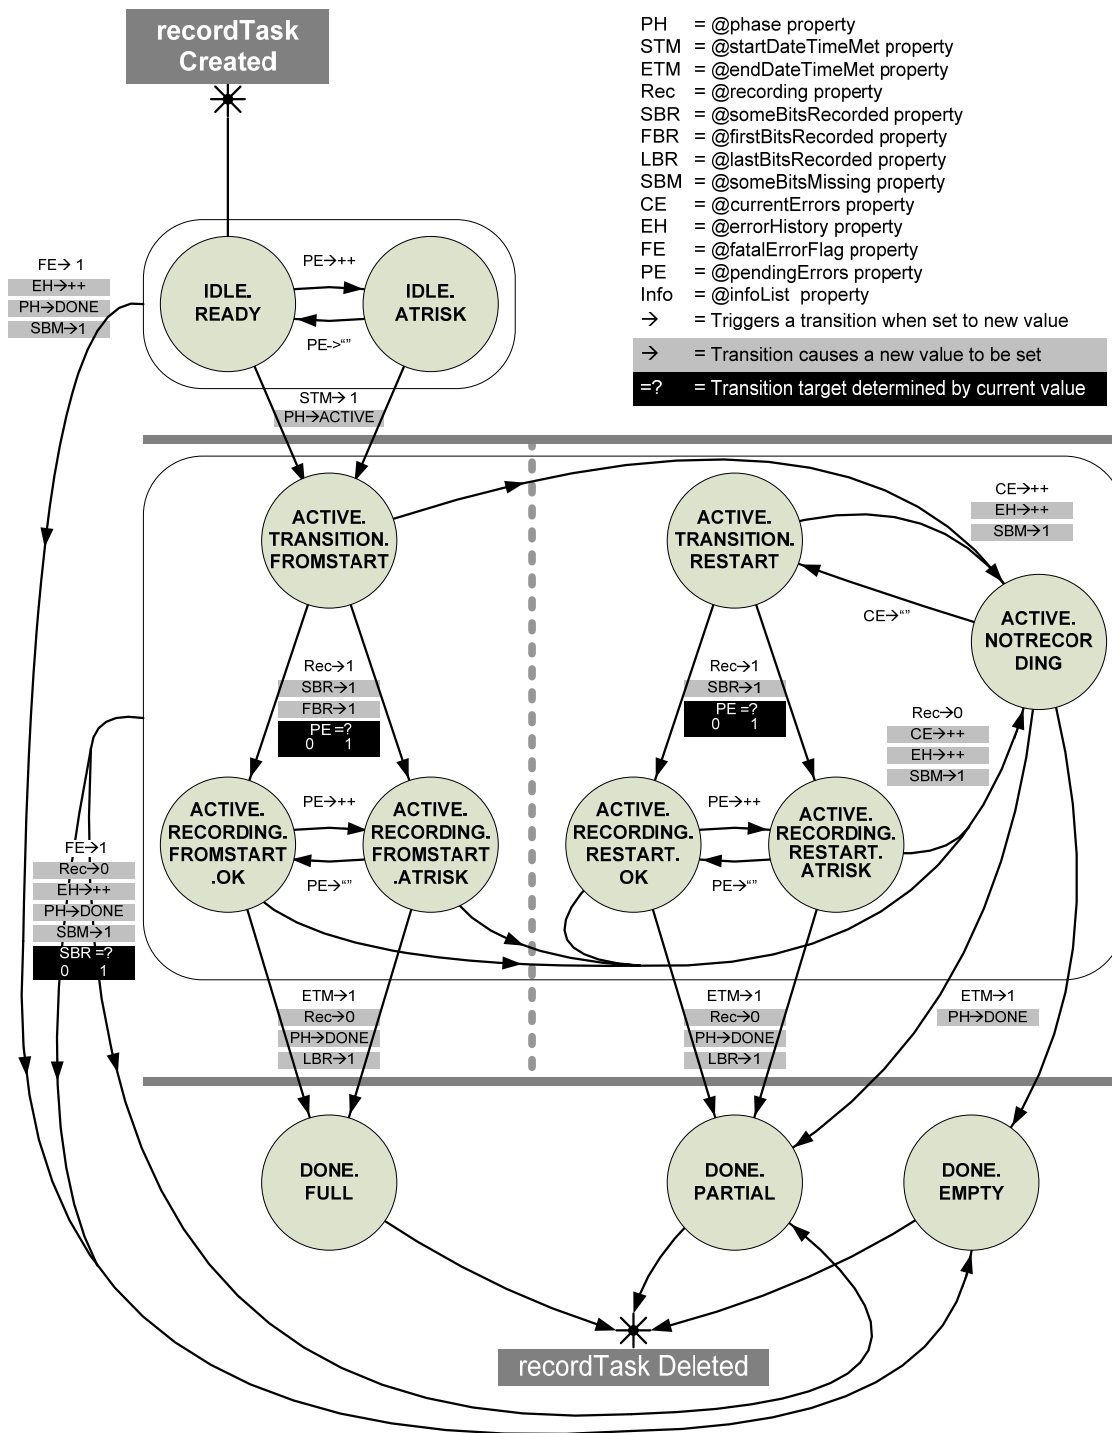 recordTask
Created
PH = @phase property
STM = @startDateTimeMet property
ETM = @endDateTimeMet property
Rec = @recording property
SBR = @someBitsRecorded property
FBR = @firstBitsRecorded property
LBR = @lastBitsRecorded property
SBM = @someBitsMissing property
CE = @currentErrors property
EH = @errorHistory property
FE = @fatalErrorFlag property
PE = @pendingErrors property
Info = @infoList property
→ = Triggers a transition when set to new value
→ = Transition causes a new value to be set
=? = Transition target determined by current value
FE→ 1
EH→++
PH→DONE
SBM→1
IDLE.
READY
PE→++
PE->“”
IDLE.
ATRISK
STM→ 1
PH→ACTIVE
ACTIVE.
TRANSITION.
FROMSTART
ACTIVE.
TRANSITION.
RESTART
CE→++
EH→++
SBM→1
CE→“”
ACTIVE.
NOTRECOR
DING
Rec→1
SBR→1
FBR→1
PE =?
0 1
Rec→1
SBR→1
PE =?
0 1
Rec→0
CE→++
EH→++
SBM→1
ACTIVE.
RECORDING.
FROMSTART
.OK
PE→++
PE→“”
ACTIVE.
RECORDING.
FROMSTART
.ATRISK
ACTIVE.
RECORDING.
RESTART.
OK
PE→++
PE→“”
ACTIVE.
RECORDING.
RESTART.
ATRISK
FE→1
Rec→0
EH→++
PH→DONE
SBM→1
SBR =?
0 1
ETM→1
Rec→0
PH→DONE
LBR→1
ETM→1
Rec→0
PH→DONE
LBR→1
ETM→1
PH→DONE
DONE.
FULL
DONE.
PARTIAL
DONE.
EMPTY
recordTask Deleted